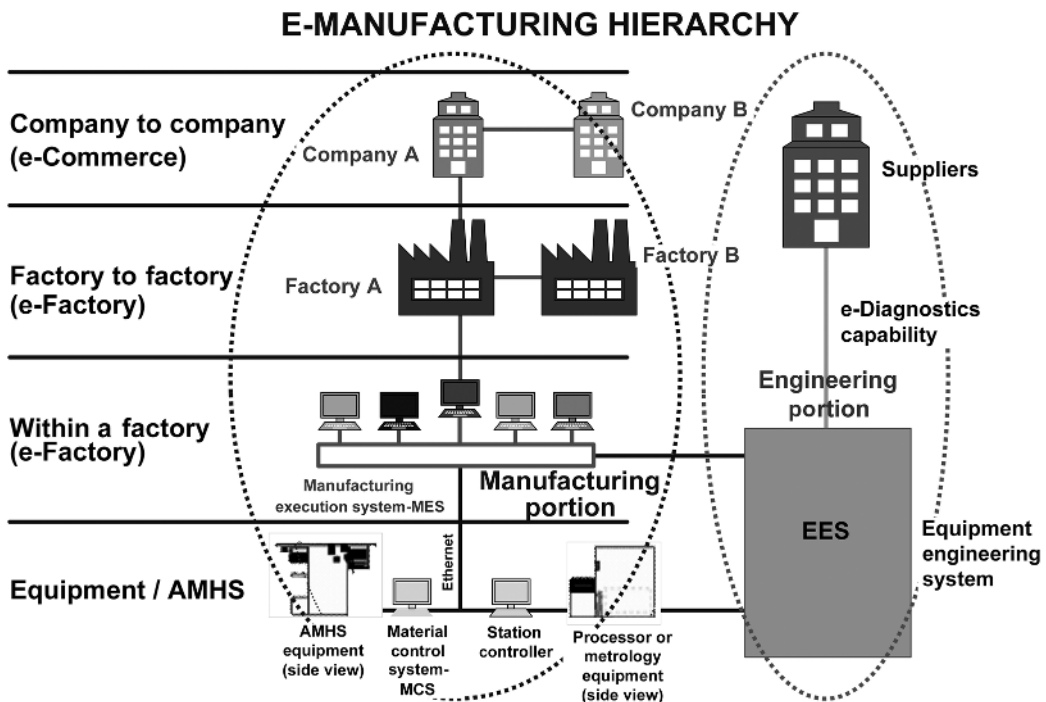 E-MANUFACTURING HIERARCHY
Company to company
(e-Commerce)
Company A
Company B
Suppliers
Factory to factory
(e-Factory)
Factory A
Factory B
e-Diagnostics
capability
Engineering
portion
Within a factory
(e-Factory)
Manufacturing
execution system-MES
Manufacturing
portion
EES
Equipment
engineering
system
Equipment / AMHS
Ethernet
AMHS
equipment
(side view)
Material
control
system-
MCS
Station
controller
Processor or
metrology
equipment
(side view)